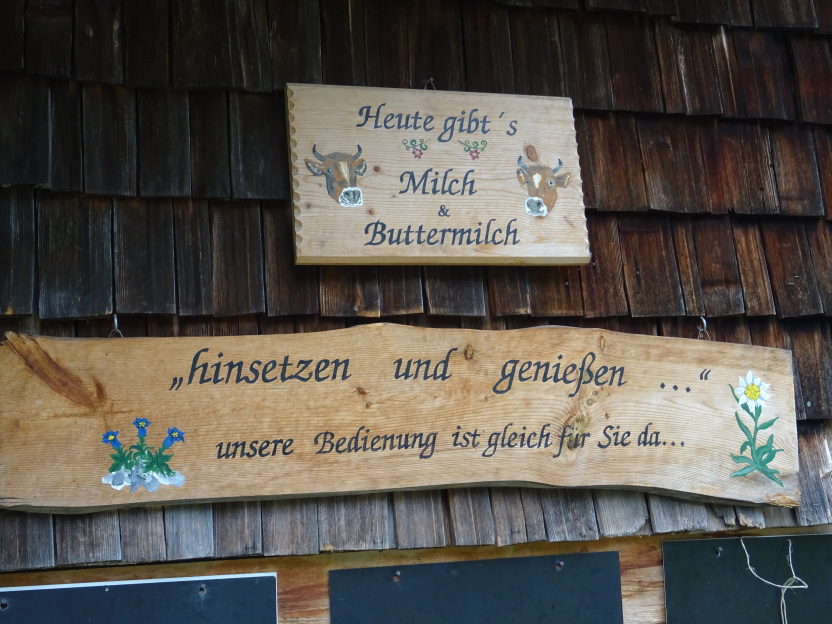 Heute gibt´s
Milch
&
Buttermilch
„hinsetzen und genießen ...“
unsere Bedienung ist gleich für Sie da...